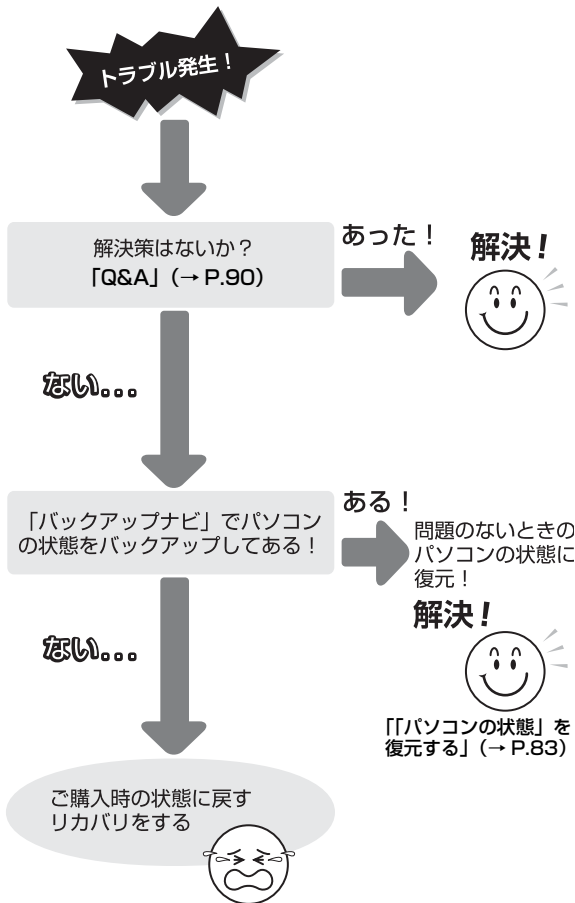 トラブル発生！
解決策はないか？
「Q&A」（→ P.90）
あった！
解決！
ない...
「バックアップナビ」でパソコン
の状態をバックアップしてある！
ある！
問題のないときの
パソコンの状態に
復元！
解決！
「「パソコンの状態」を
復元する」（→ P.83）
ない...
ご購入時の状態に戻す
リカバリをする